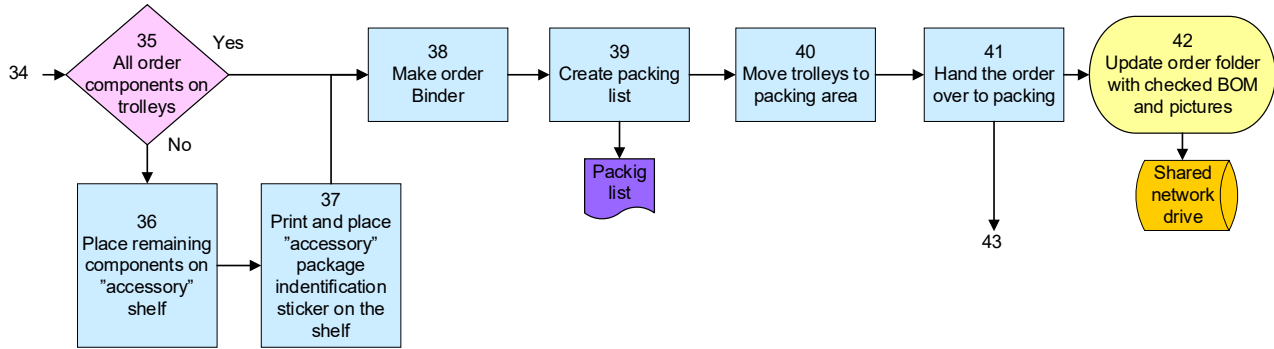 34
35
All order
components on
trolleys
Yes
No
36
Place remaining
components on
”accessory”
shelf
37
Print and place
”accessory”
package
indentification
sticker on the
shelf
38
Make order
Binder
39
Create packing
list
Packig
list
40
Move trolleys to
packing area
41
Hand the order
over to packing
43
42
Update order folder
with checked BOM
and pictures
Shared
network
drive